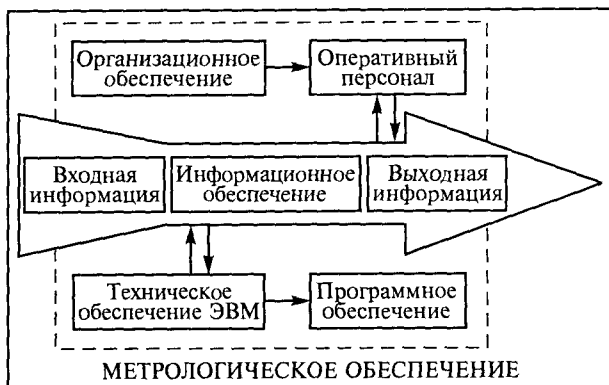 Организационное
обеспечение
Оперативный
персонал
Входная
информация
Информационное
обеспечение
Выходная
информация
Техническое
обеспечение ЭВМ
Программное
обеспечение
МЕТРОЛОГИЧЕСКОЕ ОБЕСПЕЧЕНИЕ